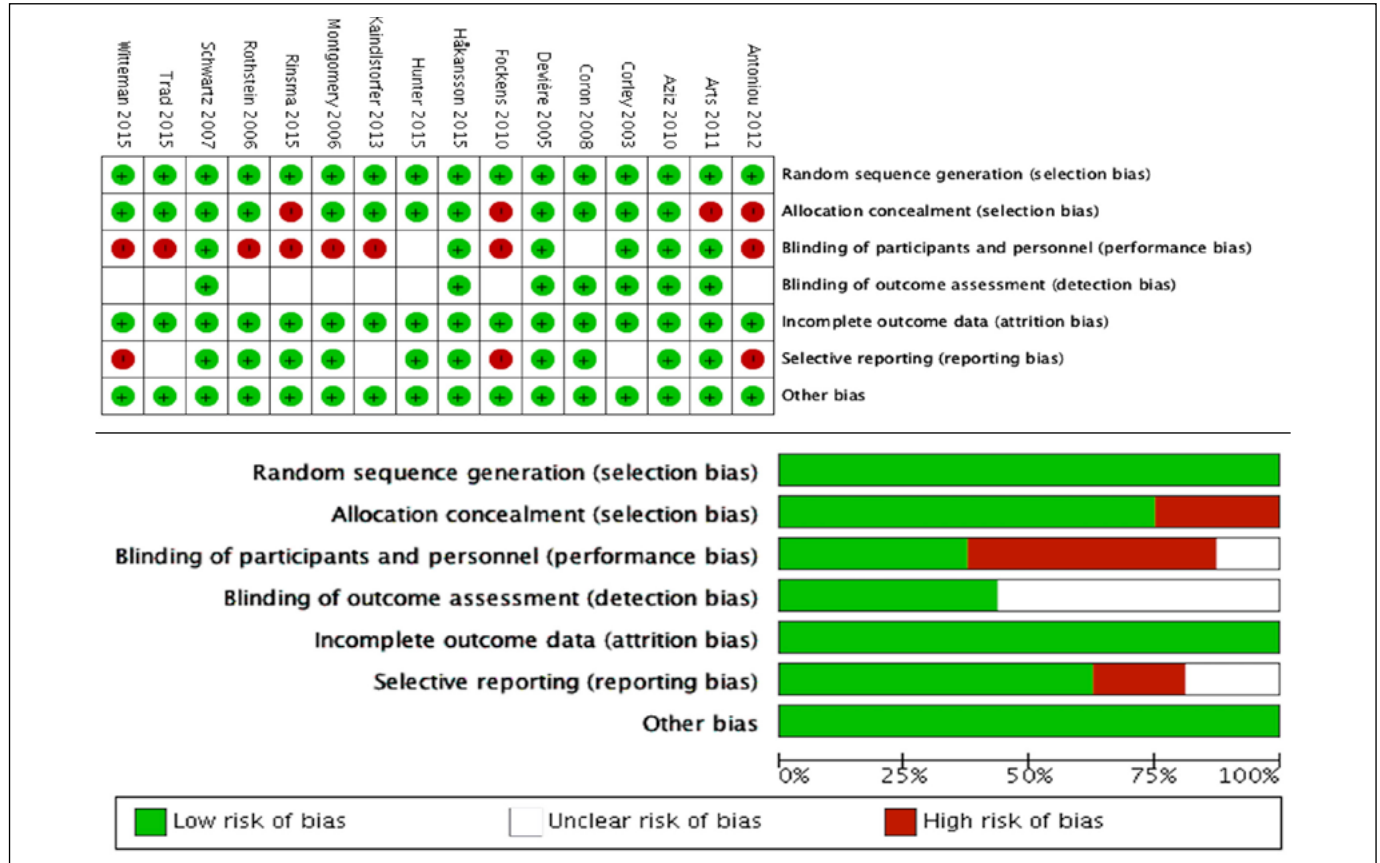 Witteman 2015
Trad 2015
Schwartz 2007
Rothstein 2006
Rinsma 2015
Montgomery 2006
Kaindlstorfer 2013
Hunter 2015
Håkansson 2015
Fockens 2010
Devière 2005
Coron 2008
Corley 2003
Aziz 2010
Arts 2011
Antoniou 2012
+ + + + + + + + + + + + + + + + Random sequence generation (selection bias)
+ + + + - + + + + - + + + + - - Allocation concealment (selection bias)
- - + - - - - + - + + + + - Blinding of participants and personnel (performance bias)
+ + + + + + + Blinding of outcome assessment (detection bias)
+ + + + + + + + + + + + + + + + Incomplete outcome data (attrition bias)
- + + + + + + - + + + + - Selective reporting (reporting bias)
+ + + + + + + + + + + + + + + + Other bias
Random sequence generation (selection bias)
Allocation concealment (selection bias)
Blinding of participants and personnel (performance bias)
Blinding of outcome assessment (detection bias)
Incomplete outcome data (attrition bias)
Selective reporting (reporting bias)
Other bias
0% 25% 50% 75% 100%
Low risk of bias Unclear risk of bias High risk of bias